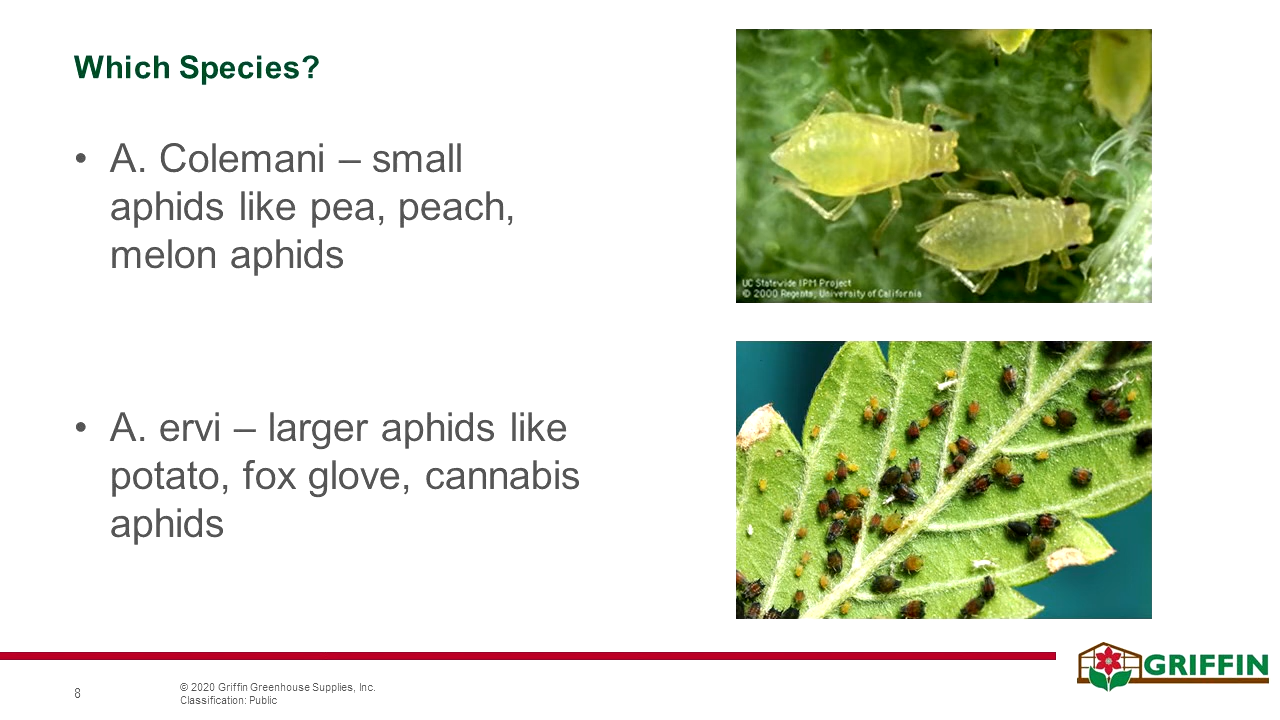 Which Species?
• A. Colemani – small
aphids like pea, peach,
melon aphids
UC Statewide IPM Project
© 2000 Regents, University of California
• A. ervi – larger aphids like
potato, fox glove, cannabis
aphids
8
© 2020 Griffin Greenhouse Supplies, Inc.
Classification: Public
GRIFFIN